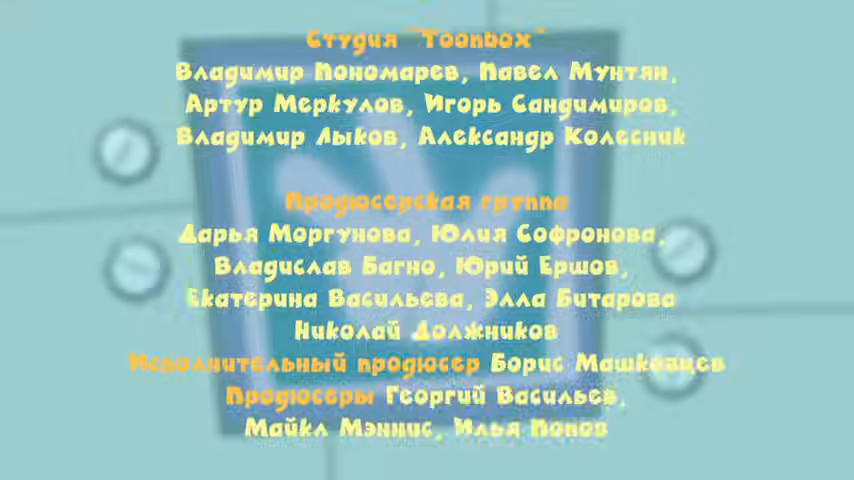 Студия "Toonbox"
Владимир Пономарев, Павел Мунтян,
Артур Меркулов, Игорь Сандимиров,
Владимир Лыков, Александр Колесник
Продюсерская группа
Дарья Моргунова, Юлия Софронова,
Владислав Багно, Юрий Ершов,
Екатерина Васильева, Элла Битарова
Николай Должников
Исполнительный продюсер Борис Машковцев
Продюсеры Георгий Васильев,
Майкл Мэннис, Илья Попов